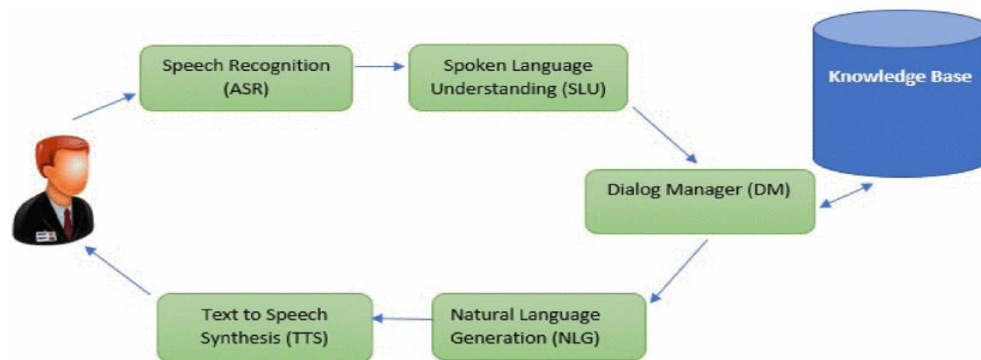 Speech Recognition
(ASR)
Spoken Language
Understanding (SLU)
Knowledge Base
Dialog Manager (DM)
Text to Speech
Synthesis (TTS)
Natural Language
Generation (NLG)